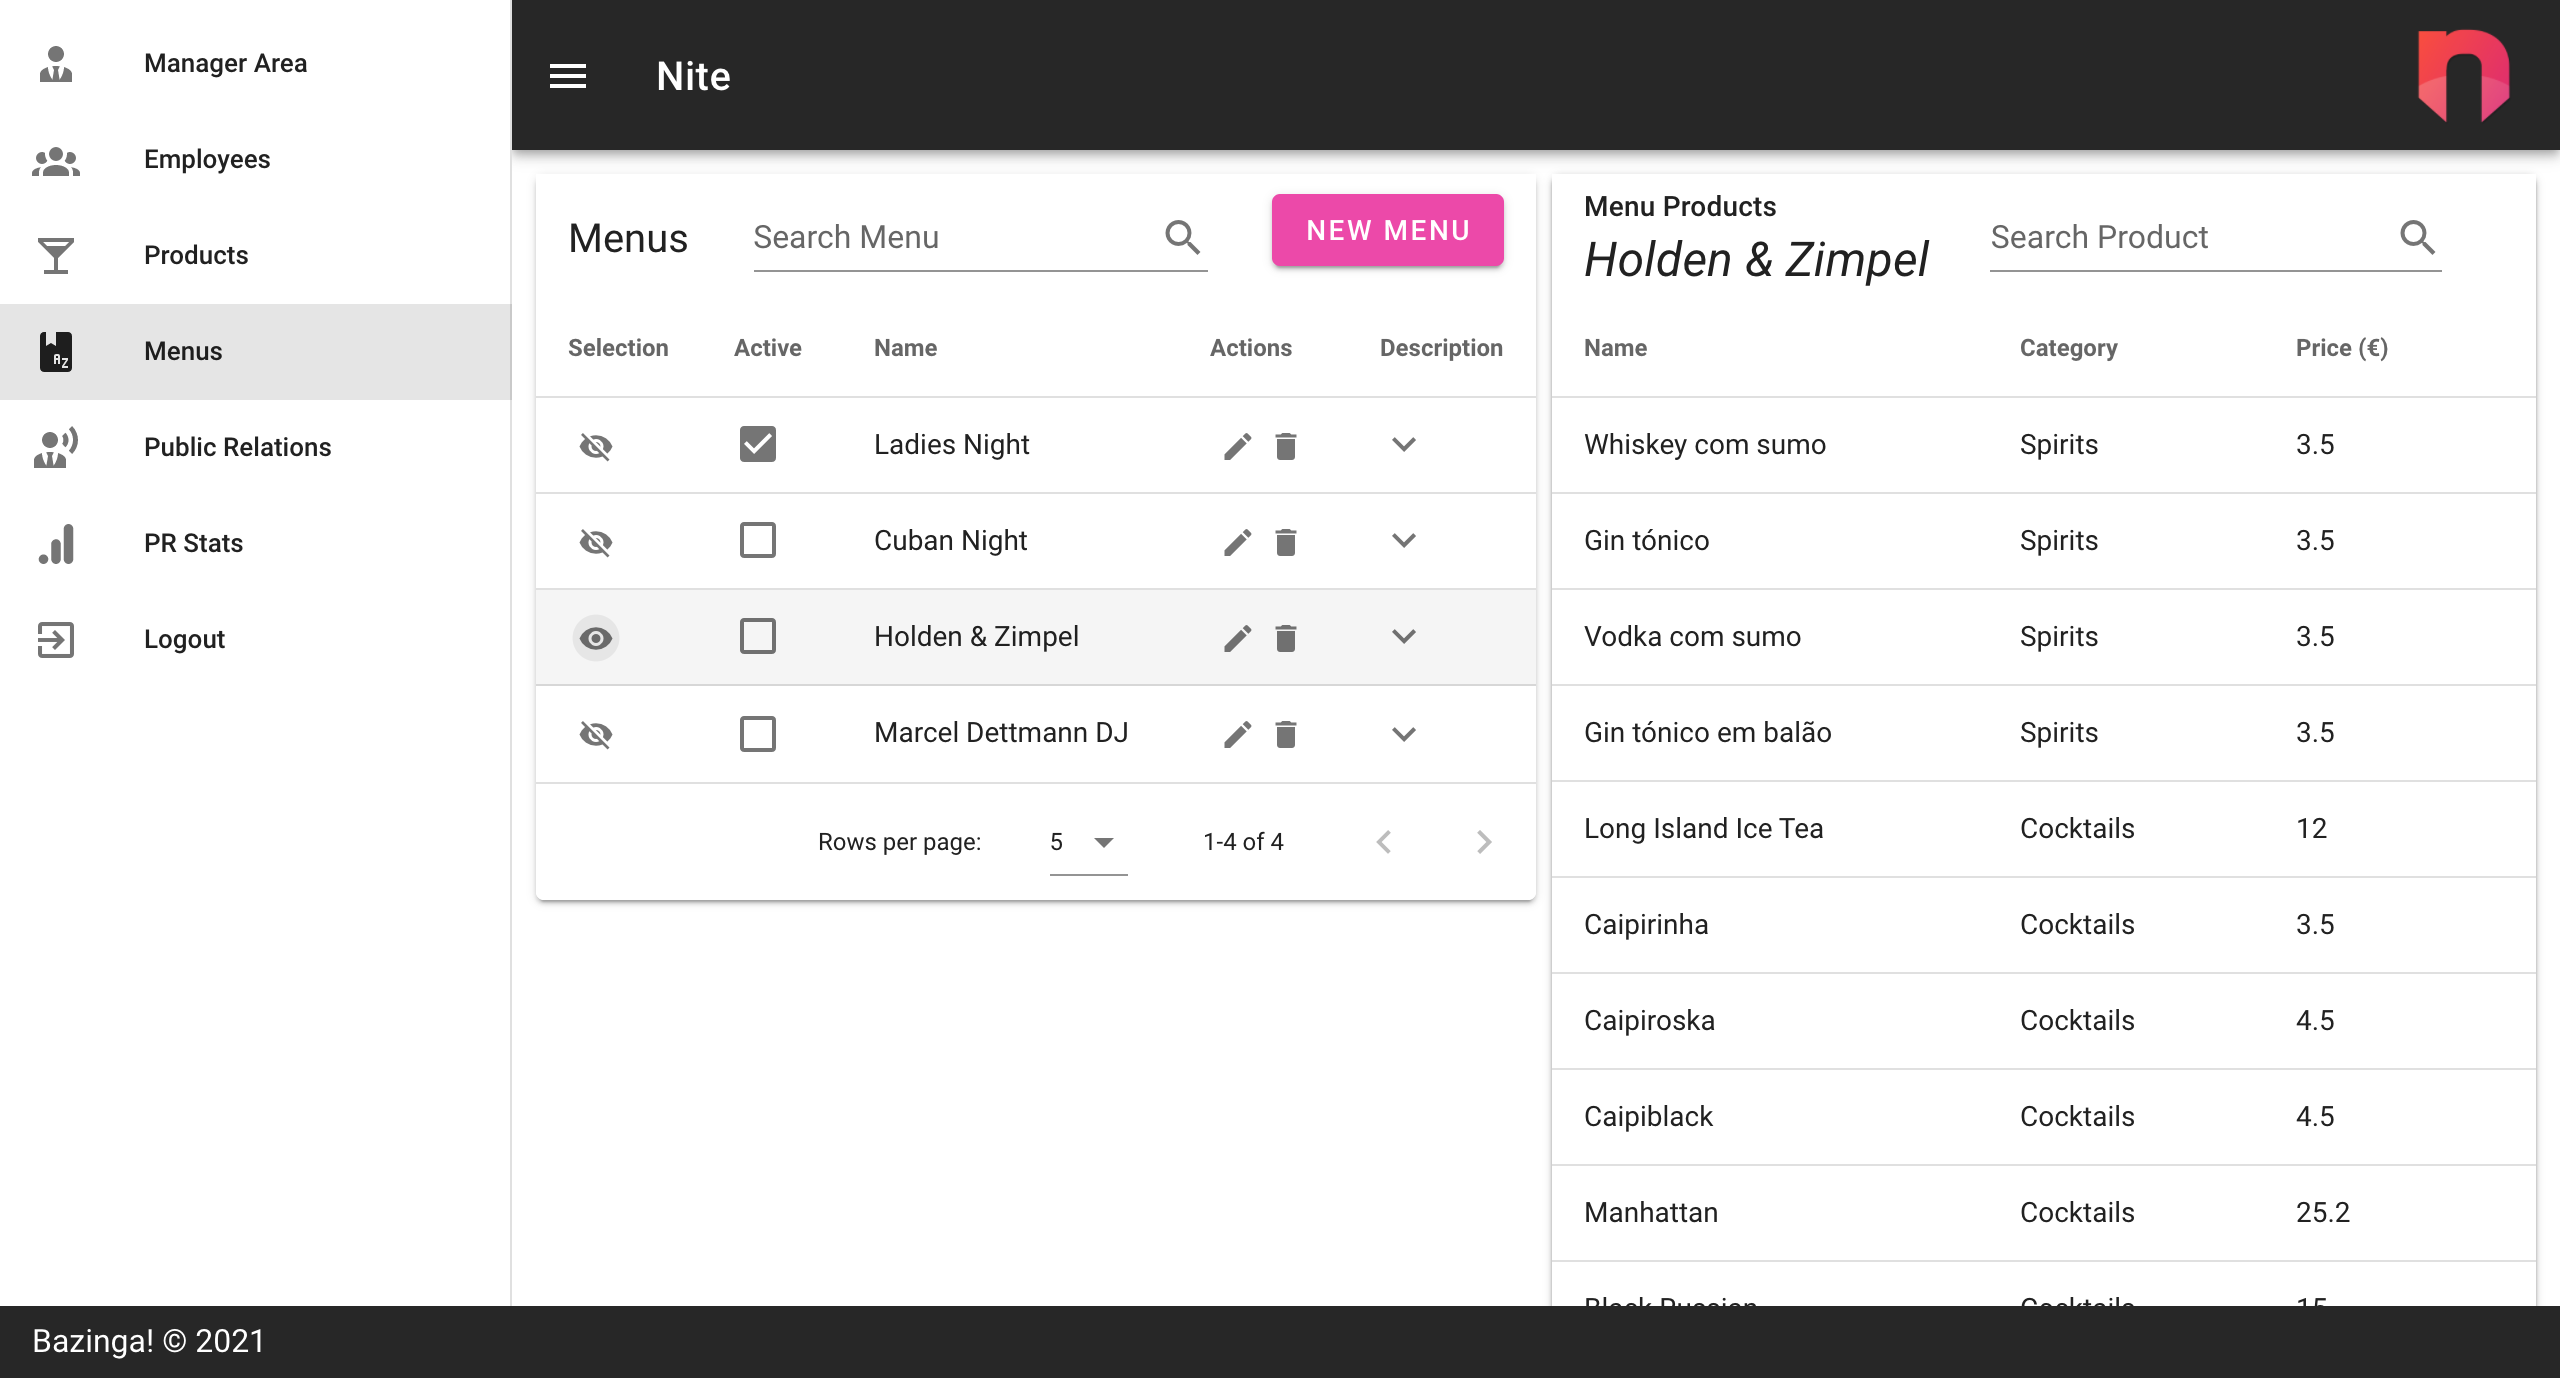 Manager Area
Employees
Products
Menus
Public Relations
PR Stats
Logout
Nite
Menus
Search Menu
NEW MENU
Selection Active Name Actions Description
Ladies Night
Cuban Night
Holden & Zimpel
Marcel Dettmann DJ
Rows per page: 5 1-4 of 4
Menu Products
Holden & Zimpel
Search Product
Name Category Price (€)
Whiskey com sumo Spirits 3.5
Gin tónico Spirits 3.5
Vodka com sumo Spirits 3.5
Gin tónico em balão Spirits 3.5
Long Island Ice Tea Cocktails 12
Caipirinha Cocktails 3.5
Caipiroska Cocktails 4.5
Caipiblack Cocktails 4.5
Manhattan Cocktails 25.2
Black Russian Cocktails 15
Bazinga! © 2021